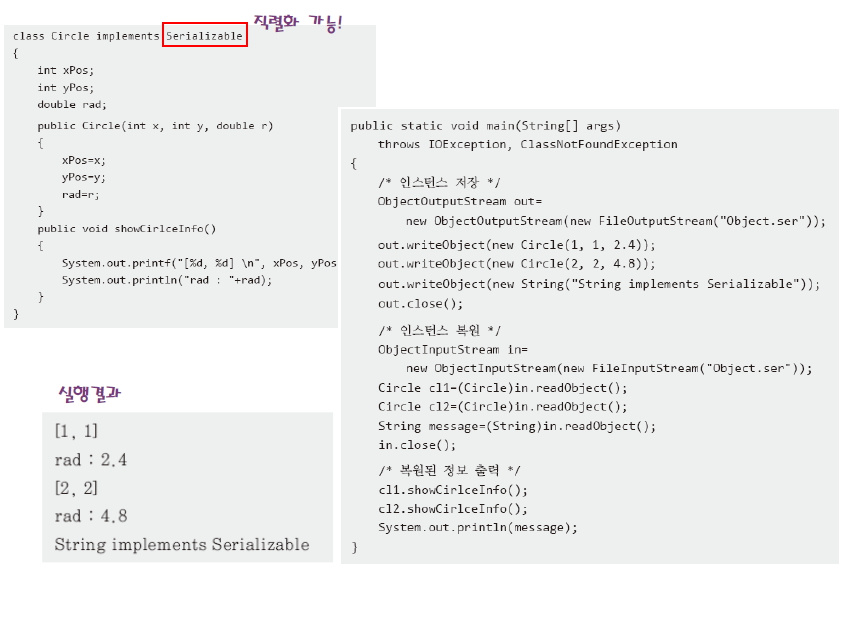 직렬화 가능!
class Circle implements Serializable
{
int xPos;
int yPos;
double rad;
public Circle(int x, int y, double r)
{
xPos=x;
yPos=y;
rad=r;
}
public void showCirlceInfo()
{
System.out.printf("[%d, %d] \n", xPos, yPos
System.out.println("rad : "+rad);
}
}
public static void main(String[] args)
throws IOException, ClassNotFoundException
{
/* 인스턴스 저장 */
ObjectOutputStream out=
new ObjectOutputStream(new FileOutputStream("Object.ser"));
out.writeObject(new Circle(1, 1, 2.4));
out.writeObject(new Circle(2, 2, 4.8));
out.writeObject(new String("String implements Serializable"));
out.close();
/* 인스턴스 복원 */
ObjectInputStream in=
new ObjectInputStream(new FileInputStream("Object.ser"));
Circle cl1=(Circle)in.readObject();
Circle cl2=(Circle)in.readObject();
String message=(String)in.readObject();
in.close();
/* 복원된 정보 출력 */
cl1.showCirlceInfo();
cl2.showCirlceInfo();
System.out.println(message);
}
실행결과
[1, 1]
rad : 2.4
[2, 2]
rad : 4.8
String implements Serializable